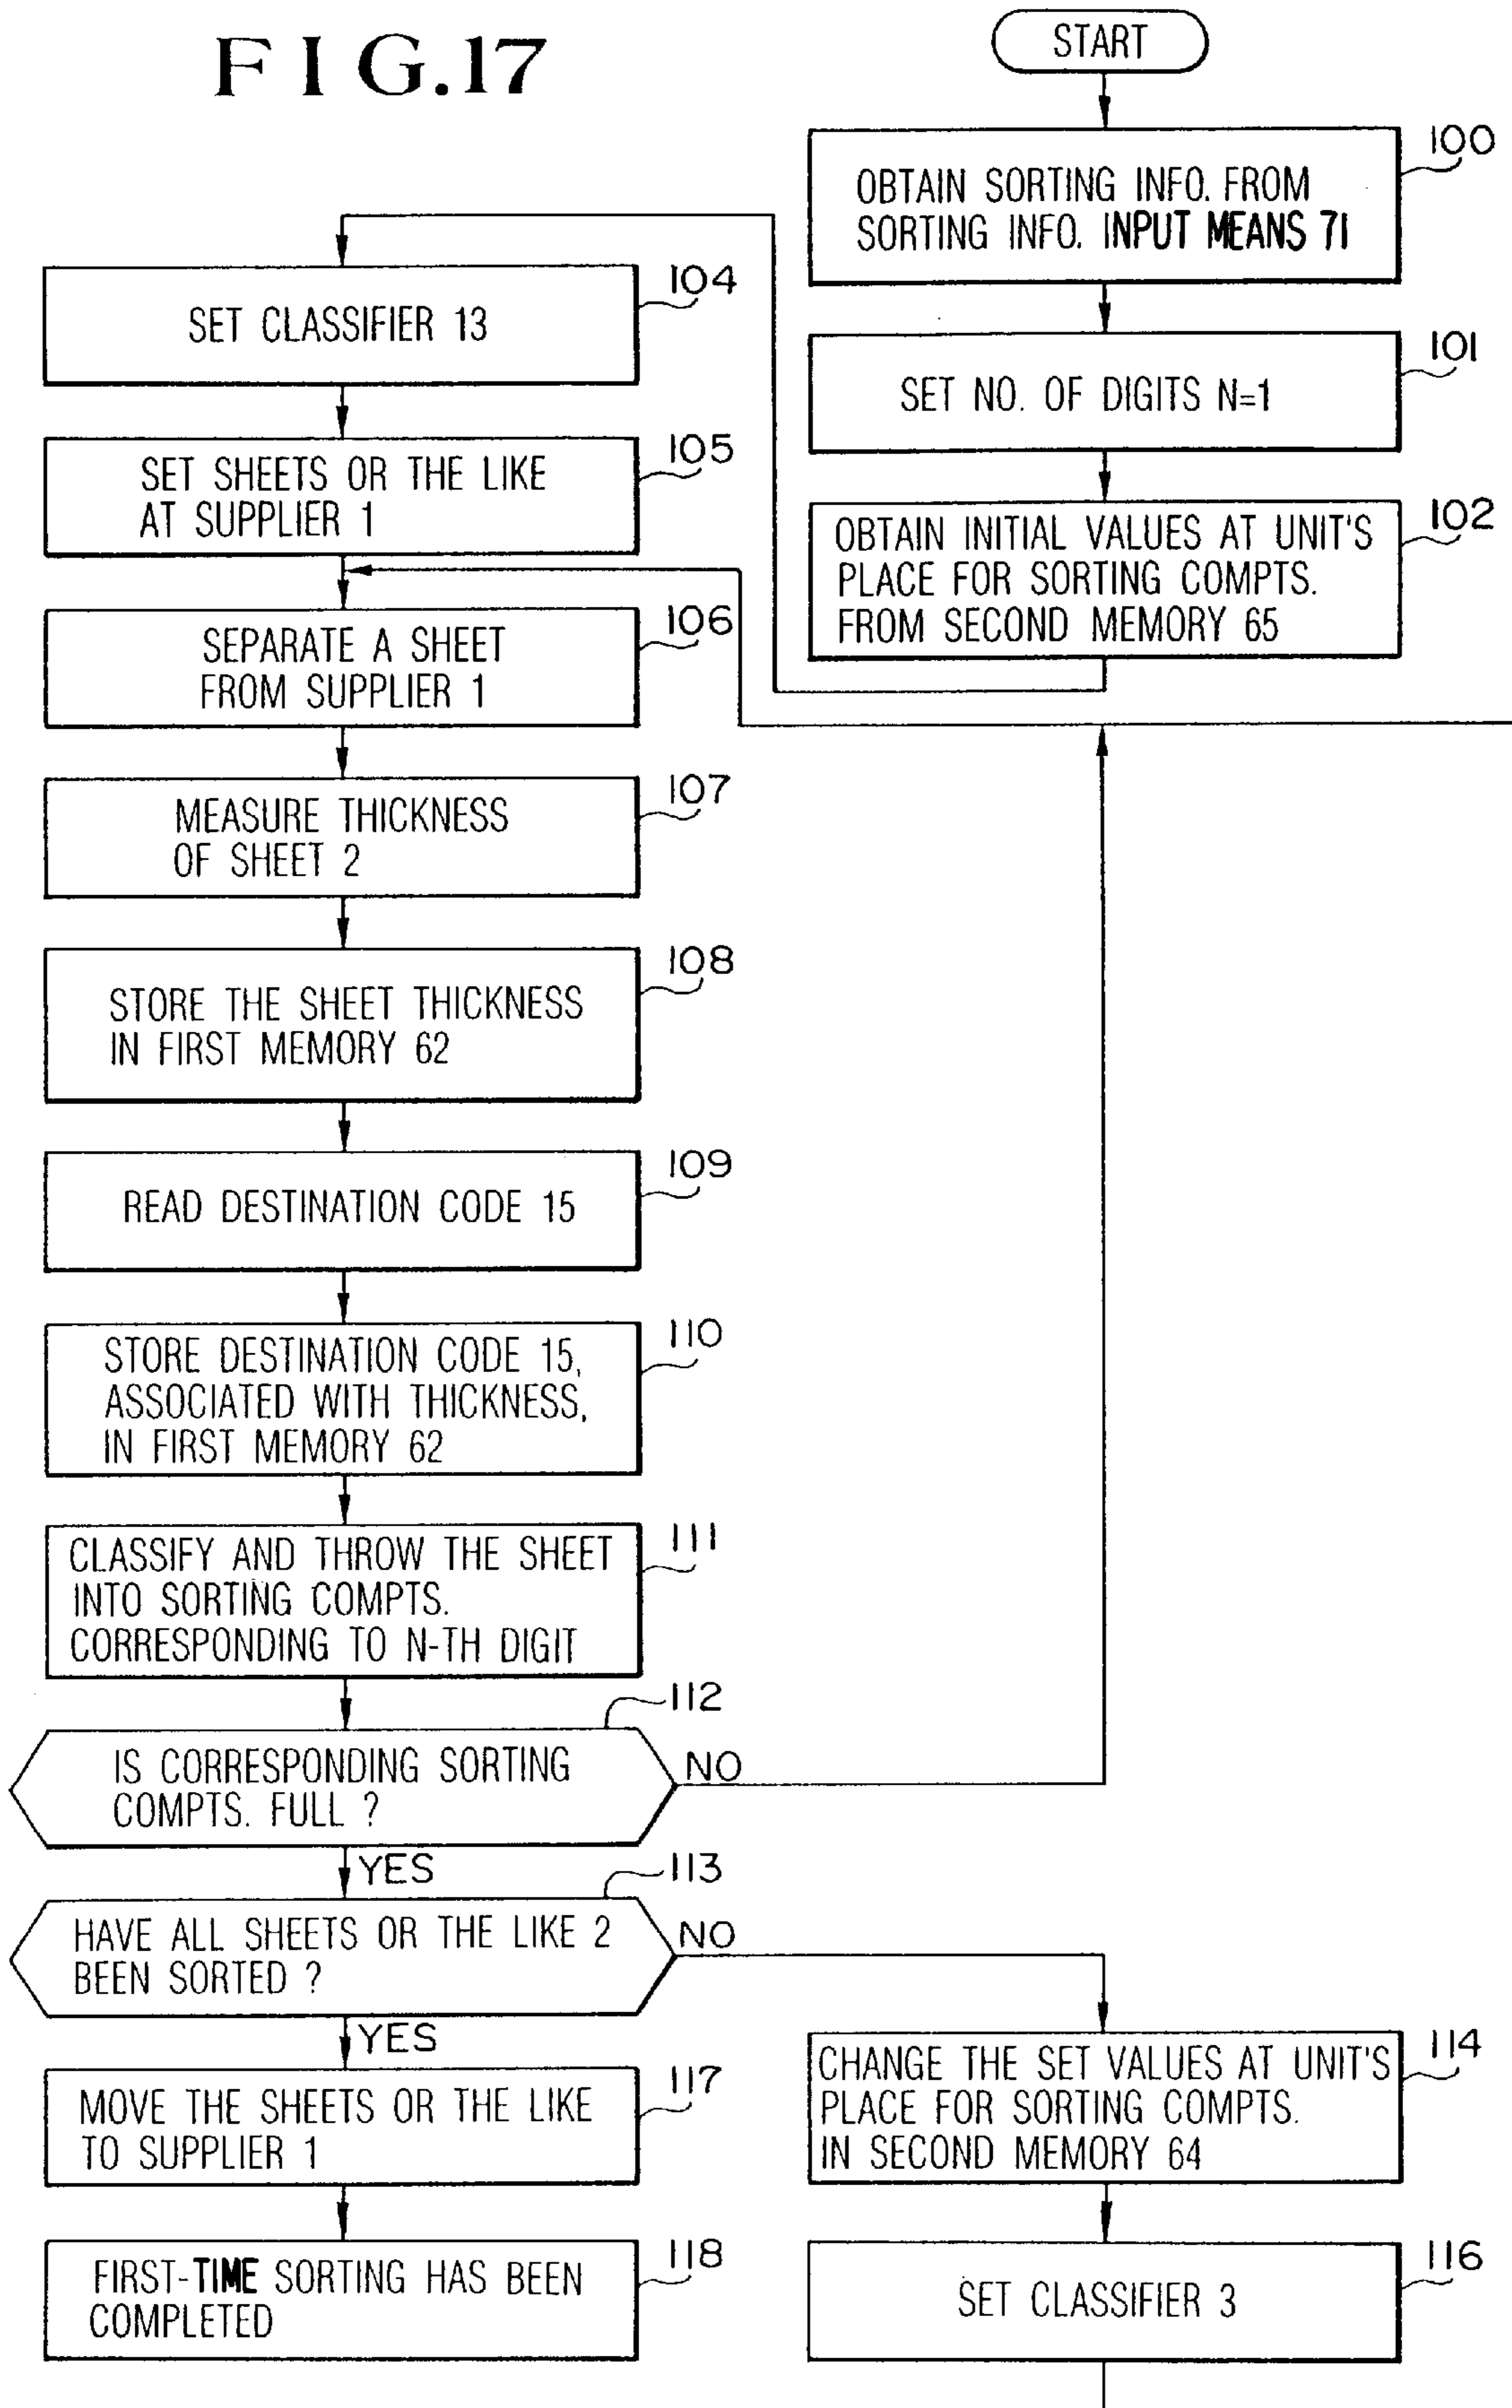 FIG.17
START
100
OBTAIN SORTING INFO. FROM
SORTING INFO. INPUT MEANS 71
101
SET NO. OF DIGITS N=1
102
OBTAIN INITIAL VALUES AT UNIT'S
PLACE FOR SORTING COMPTS.
FROM SECOND MEMORY 65
104
SET CLASSIFIER 13
105
SET SHEETS OR THE LIKE
AT SUPPLIER 1
106
SEPARATE A SHEET
FROM SUPPLIER 1
107
MEASURE THICKNESS
OF SHEET 2
108
STORE THE SHEET THICKNESS
IN FIRST MEMORY 62
109
READ DESTINATION CODE 15
110
STORE DESTINATION CODE 15,
ASSOCIATED WITH THICKNESS,
IN FIRST MEMORY 62
111
CLASSIFY AND THROW THE SHEET
INTO SORTING COMPTS.
CORRESPONDING TO N-TH DIGIT
112
IS CORRESPONDING SORTING
COMPTS. FULL ?
NO
YES
113
HAVE ALL SHEETS OR THE LIKE 2
BEEN SORTED ?
NO
YES
114
CHANGE THE SET VALUES AT UNIT'S
PLACE FOR SORTING COMPTS.
IN SECOND MEMORY 64
116
SET CLASSIFIER 3
117
MOVE THE SHEETS OR THE LIKE
TO SUPPLIER 1
118
FIRST-TIME SORTING HAS BEEN
COMPLETED